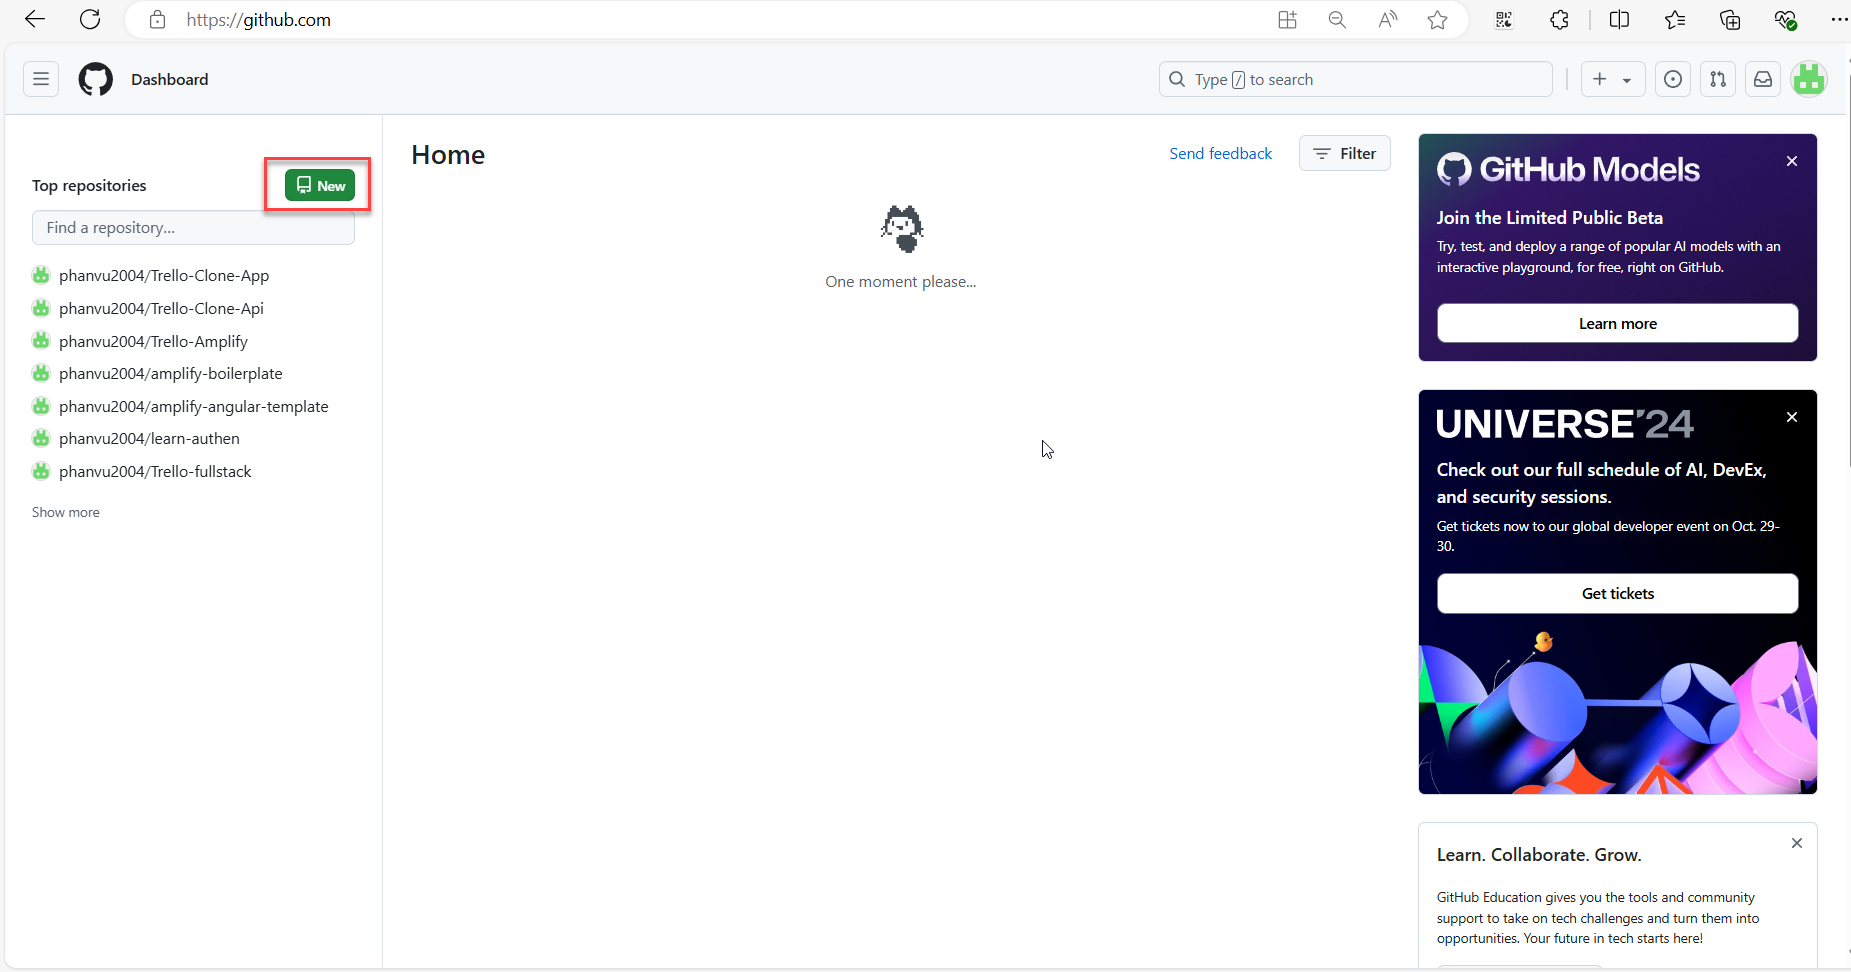 https://github.com
Dashboard
Type / to search
Top repositories
New
Find a repository...
phanvu2004/Trello-Clone-App
phanvu2004/Trello-Clone-Api
phanvu2004/Trello-Amplify
phanvu2004/amplify-boilerplate
phanvu2004/amplify-angular-template
phanvu2004/learn-authen
phanvu2004/Trello-fullstack
Show more
Home
Send feedback
Filter
One moment please...
GitHub Models
Join the Limited Public Beta
Try, test, and deploy a range of popular AI models with an
interactive playground, for free, right on GitHub.
Learn more
UNIVERSE'24
Check out our full schedule of AI, DevEx,
and security sessions.
Get tickets now to our global developer event on Oct. 29-
30.
Get tickets
Learn. Collaborate. Grow.
GitHub Education gives you the tools and community
support to take on tech challenges and turn them into
opportunities. Your future in tech starts here!